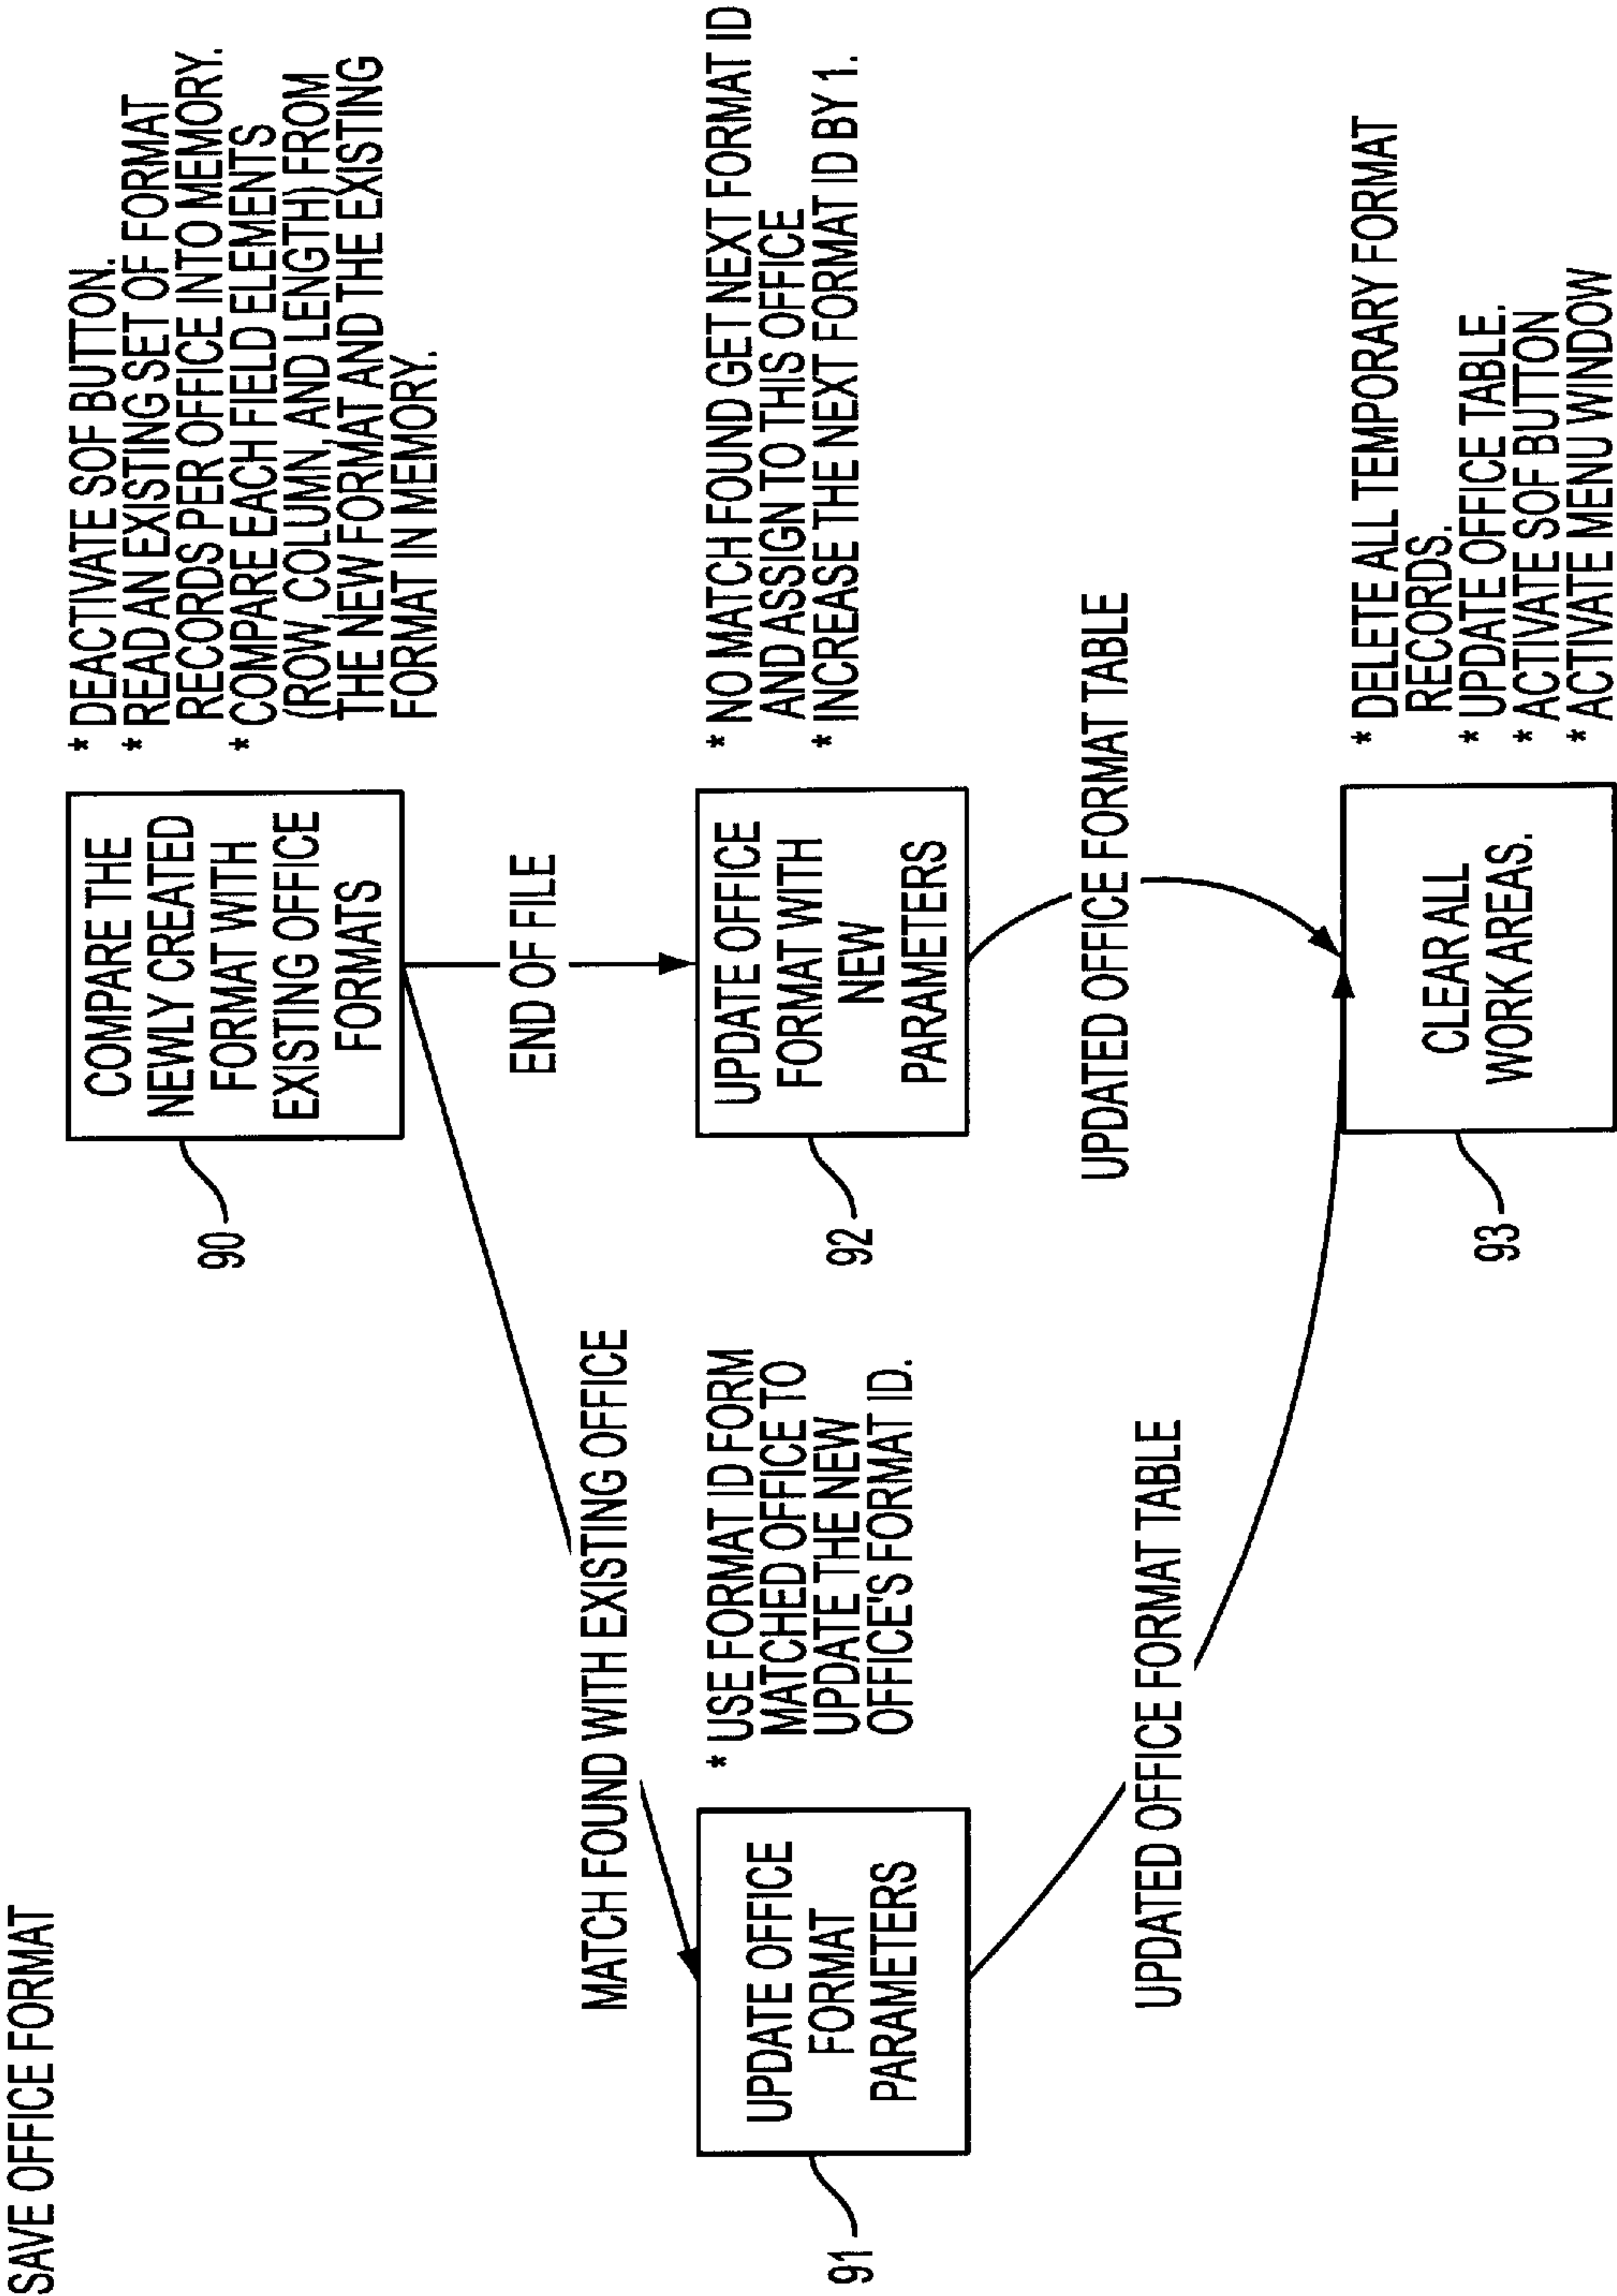 SAVE OFFICE FORMAT
COMPARE THE
NEWLY CREATED
FORMAT WITH
EXISTING OFFICE
FORMATS
90
* DEACTIVATE SOF BUTTON.
* READ AN EXISTING SET OF FORMAT
RECORDS PER OFFICE INTO MEMORY.
* COMPARE EACH FIELD ELEMENTS
(ROW, COLUMN, AND LENGTH) FROM
THE NEW FORMAT AND THE EXISTING
FORMAT IN MEMORY.
END OF FILE
MATCH FOUND WITH EXISTING OFFICE
UPDATE OFFICE
FORMAT
PARAMETERS
91
* USE FORMAT ID FORM
MATCHED OFFICE TO
UPDATE THE NEW
OFFICE'S FORMAT ID.
UPDATE OFFICE
FORMAT WITH
NEW
PARAMETERS
92
* NO MATCH FOUND GET NEXT FORMAT ID
AND ASSIGN TO THIS OFFICE
* INCREASE THE NEXT FORMAT ID BY 1.
UPDATED OFFICE FORMAT TABLE
UPDATED OFFICE FORMAT TABLE
CLEAR ALL
WORK AREAS.
93
* DELETE ALL TEMPORARY FORMAT
RECORDS.
* UPDATE OFFICE TABLE.
* ACTIVATE SOF BUTTON
* ACTIVATE MENU WINDOW